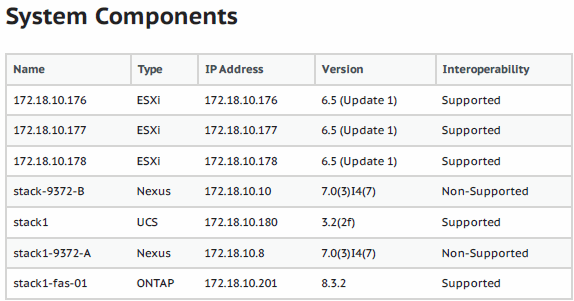 System Components
Name Type IP Address Version Interoperability
172.18.10.176 ESXi 172.18.10.176 6.5 (Update 1) Supported
172.18.10.177 ESXi 172.18.10.177 6.5 (Update 1) Supported
172.18.10.178 ESXi 172.18.10.178 6.5 (Update 1) Supported
stack-9372-B Nexus 172.18.10.10 7.0(3)I4(7) Non-Supported
stack1 UCS 172.18.10.180 3.2(2f) Supported
stack1-9372-A Nexus 172.18.10.8 7.0(3)I4(7) Non-Supported
stack1-fas-01 ONTAP 172.18.10.201 8.3.2 Supported